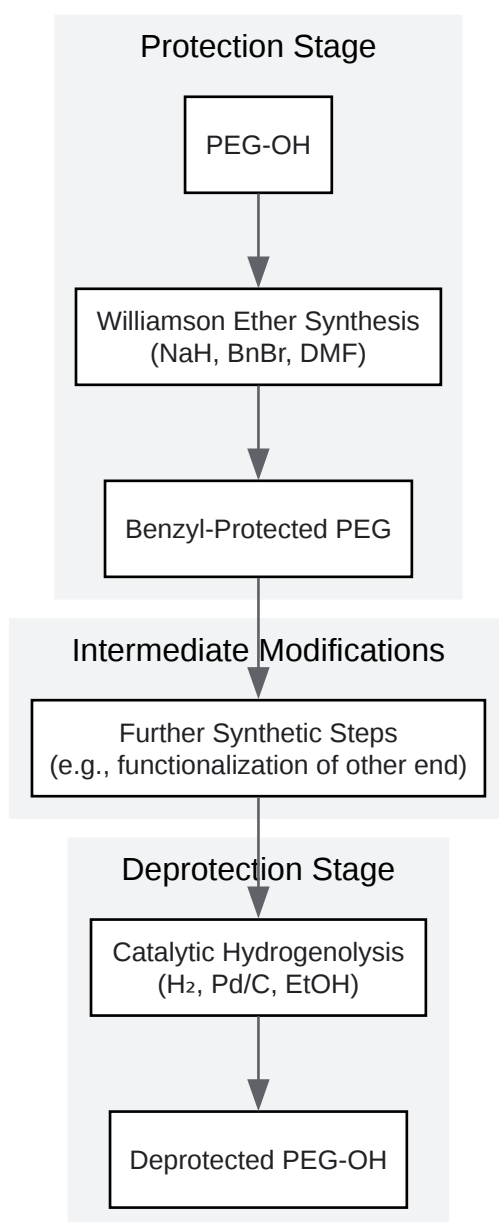 Protection Stage
PEG-OH
Williamson Ether Synthesis
(NaH, BnBr, DMF)
Benzyl-Protected PEG
Intermediate Modifications
Further Synthetic Steps
(e.g., functionalization of other end)
Deprotection Stage
Catalytic Hydrogenolysis
(H₂, Pd/C, EtOH)
Deprotected PEG-OH